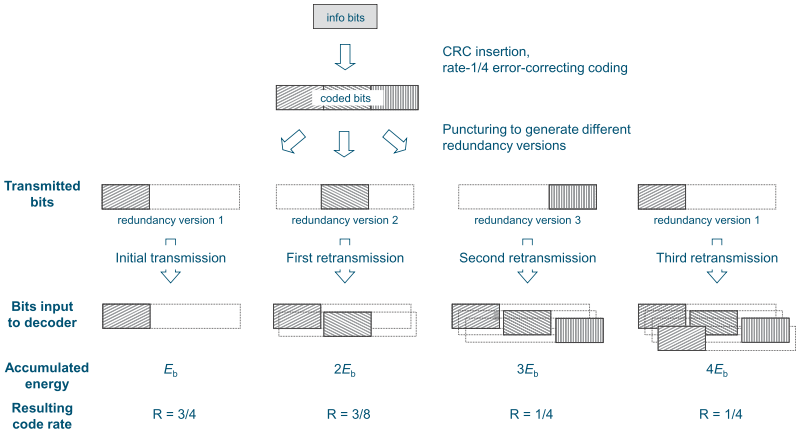 info bits
CRC insertion,
rate-1/4 error-correcting coding
coded bits
Puncturing to generate different
redundancy versions
Transmitted
bits
redundancy version 1
redundancy version 2
redundancy version 3
redundancy version 1
Initial transmission
First retransmission
Second retransmission
Third retransmission
Bits input
to decoder
Accumulated
energy
Eb
2Eb
3Eb
4Eb
Resulting
code rate
R = 3/4
R = 3/8
R = 1/4
R = 1/4